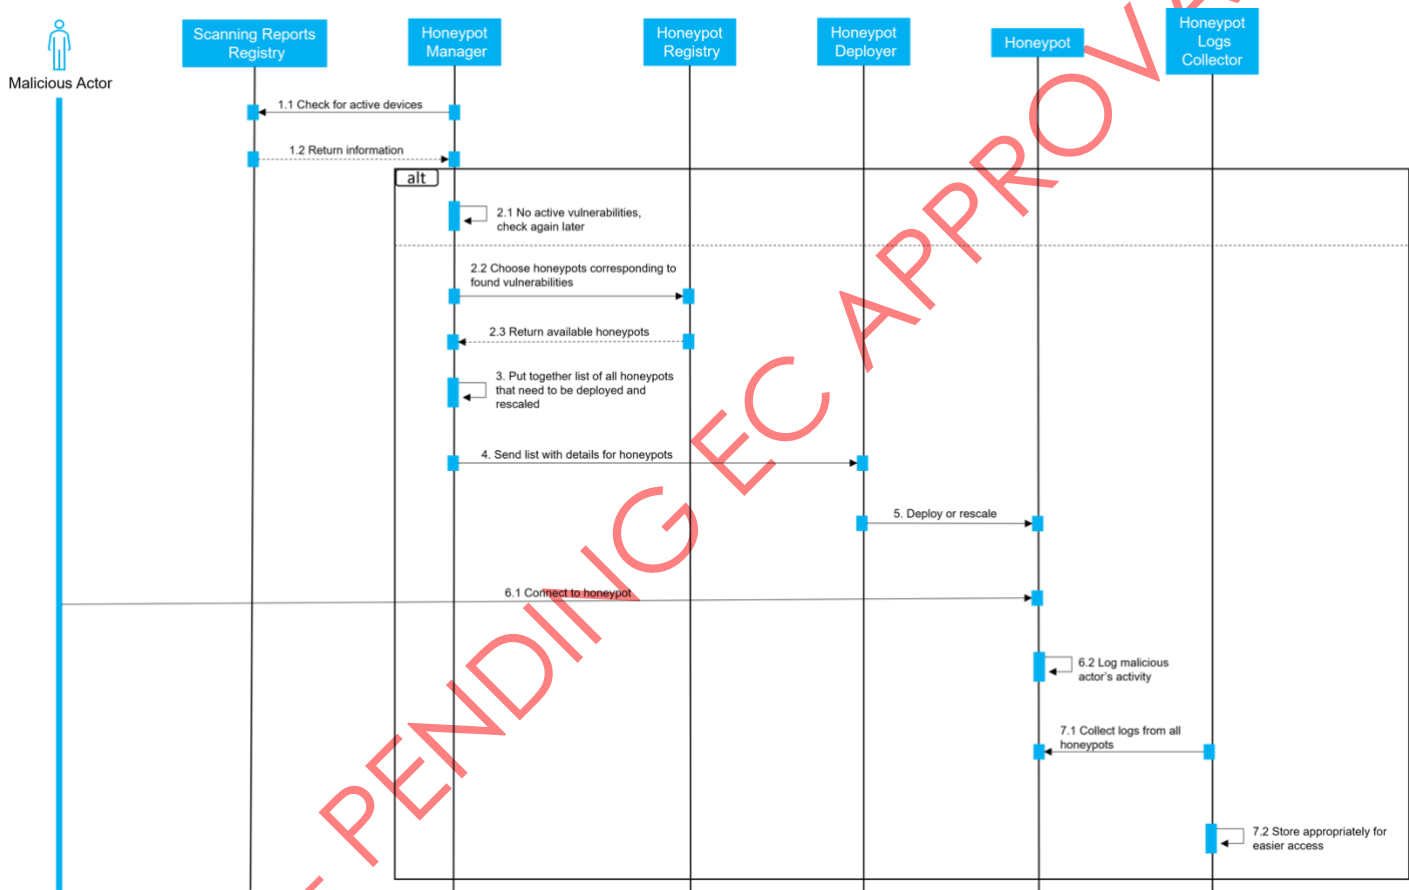 Malicious Actor
Scanning Reports
Registry
Honeypot
Manager
Honeypot
Registry
Honeypot
Deployer
Honeypot
Honeypot
Logs
Collector
1.1 Check for active devices
1.2 Return information
alt
2.1 No active vulnerabilities,
check again later
2.2 Choose honeypots corresponding to
found vulnerabilities
2.3 Return available honeypots
3. Put together list of all honeypots
that need to be deployed and
rescaled
4. Send list with details for honeypots
5. Deploy or rescale
6.1 Connect to honeypot
6.2 Log malicious
actor's activity
7.1 Collect logs from all
honeypots
7.2 Store appropriately for
easier access
PENDING EC APPROVA